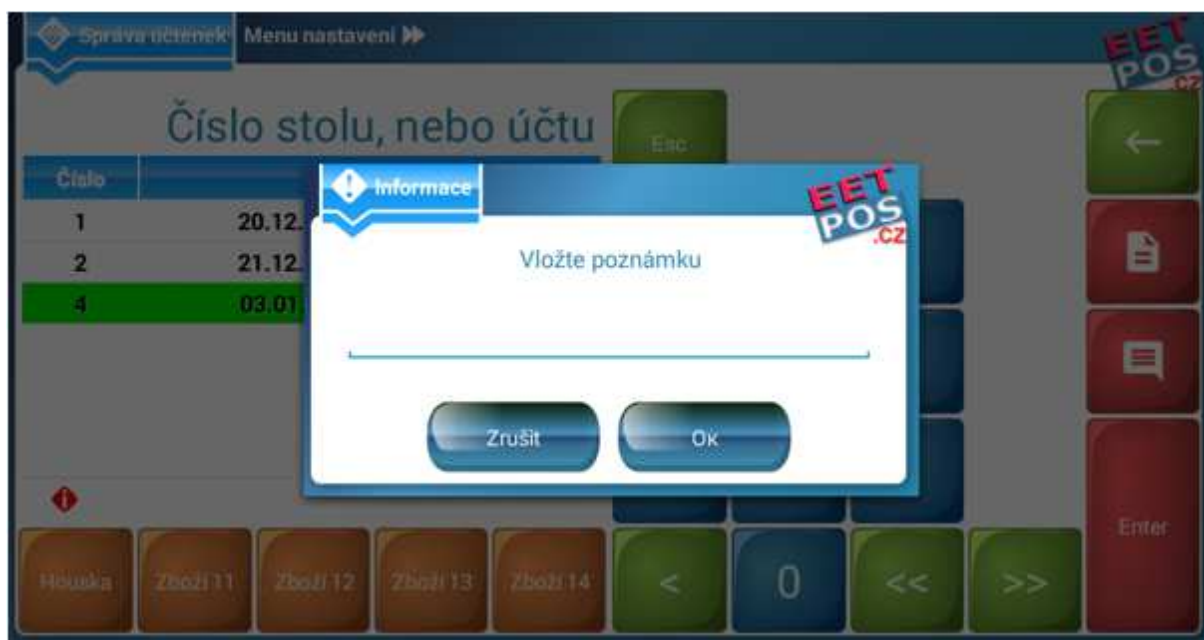 Správa účtenek Menu nastavení
EET
POS
.CZ
Číslo stolu, nebo účtu
Esc
Číslo
1 20.12.
2 21.12.
4 03.01
Informace
EET
POS
.CZ
Vložte poznámku
Zrušit Ok
Enter
Houska Zboží 11 Zboží 12 Zboží 13 Zboží 14 < 0 << >>